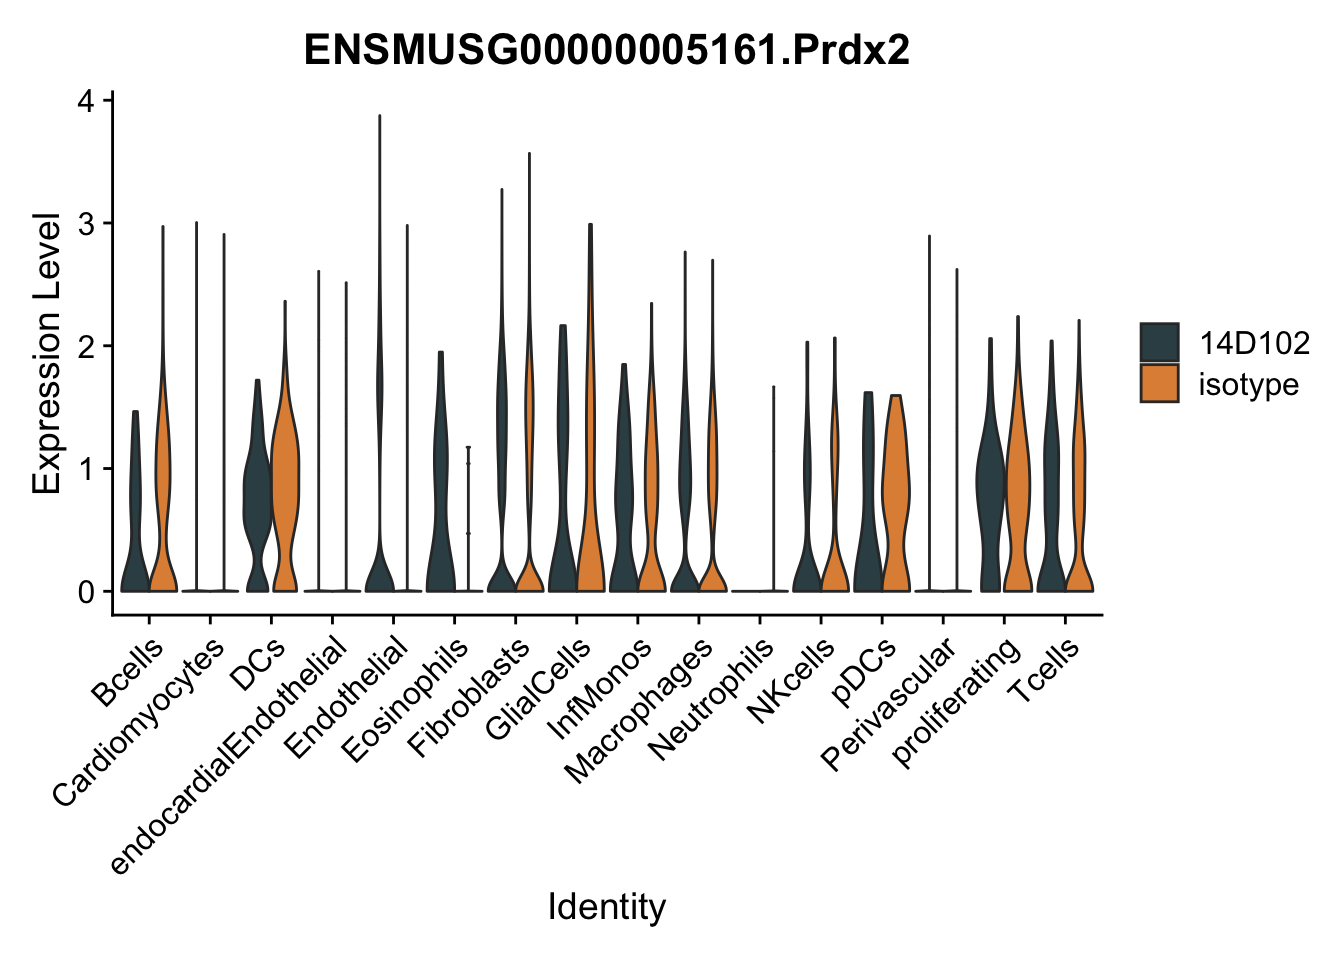 ENSMUSG00000005161.Prdx2
Expression Level
4
3
2
1
0
Bcells
Cardiomyocytes
DCs
endocardialEndothelial
Endothelial
Eosinophils
Fibroblasts
GlialCells
InfMonos
Macrophages
Neutrophils
NKcells
pDCs
Perivascular
proliferating
Tcells
Identity
14D102
isotype